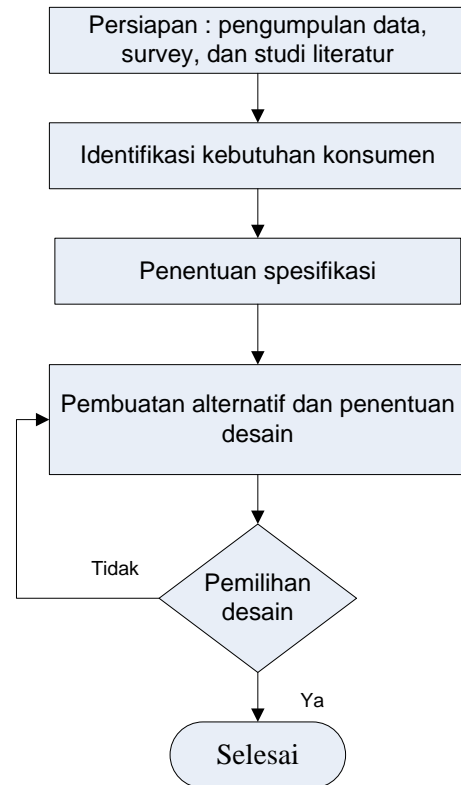 Persiapan : pengumpulan data,
survey, dan studi literatur
Identifikasi kebutuhan konsumen
Penentuan spesifikasi
Pembuatan alternatif dan penentuan
desain
Tidak
Pemilihan
desain
Ya
Selesai